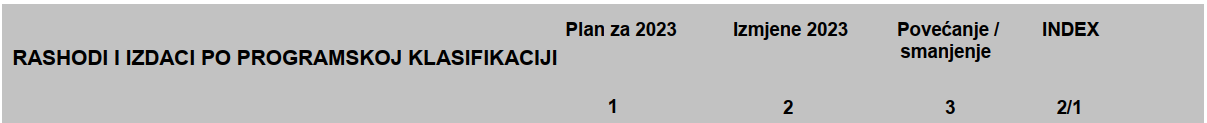 Plan za 2023 Izmjene 2023 Povećanje / INDEX
smanjenje
RASHODI I IZDACI PO PROGRAMSKOJ KLASIFIKACIJI
1 2 3 2/1